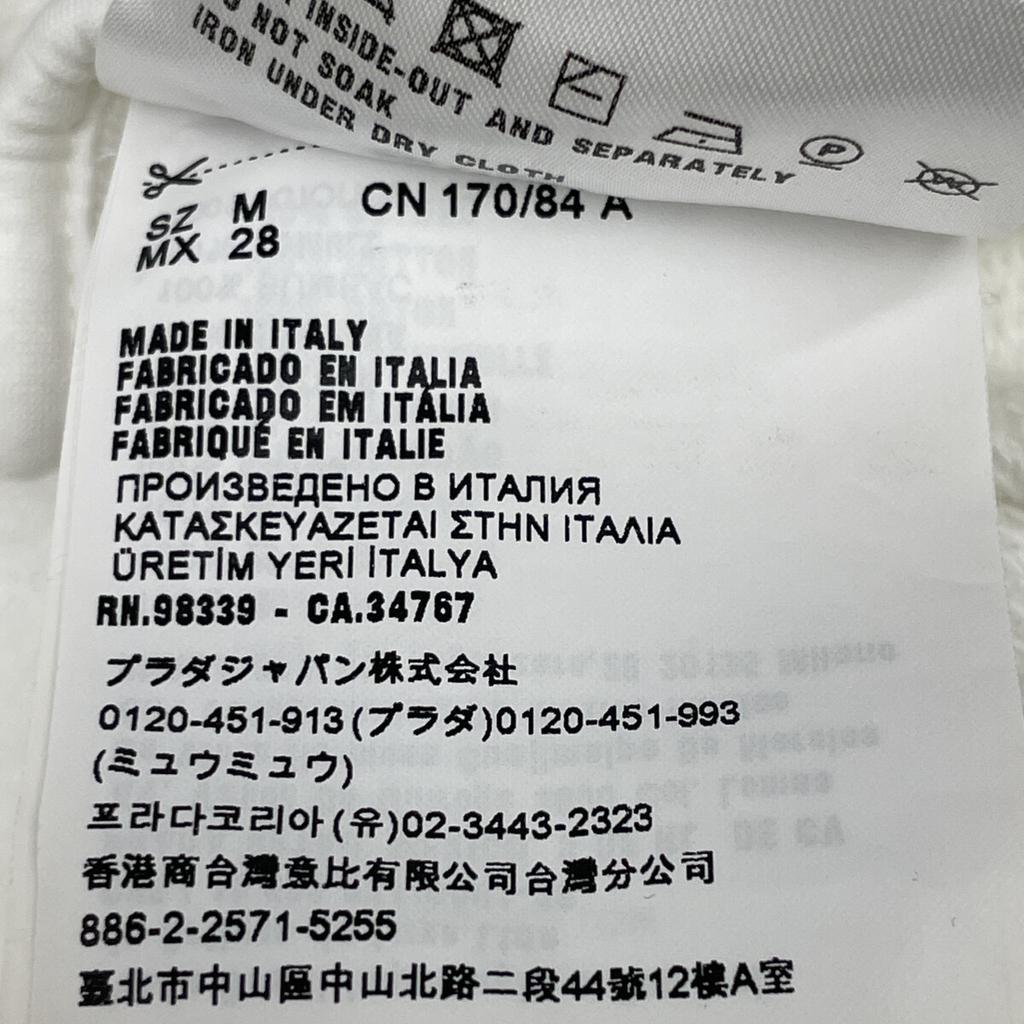 INSIDE-OUT AND SEPARATELY
NOT SOAK
IRON UNDER DRY CLOTH
P
SZ M CN 170/84 A
MX 28
MADE IN ITALY
FABRICADO EN ITALIA
FABRICADO EM ITÁLIA
FABRIQUÉ EN ITALIE
ПРОИЗВЕДЕНО В ИТАЛИЯ
ΚΑΤΑΣΚΕΥΑΖΕΤΑΙ ΣΤΗΝ ΙΤΑΛΙΑ
ÜRETİM YERİ İTALYA
RN.98339 - CA.34767
プラダジャパン株式会社
0120-451-913(プラダ)0120-451-993
(ミュウミュウ)
프라다코리아(유)02-3443-2323
香港商台灣意比有限公司台灣分公司
886-2-2571-5255
臺北市中山區中山北路二段44號12樓A室